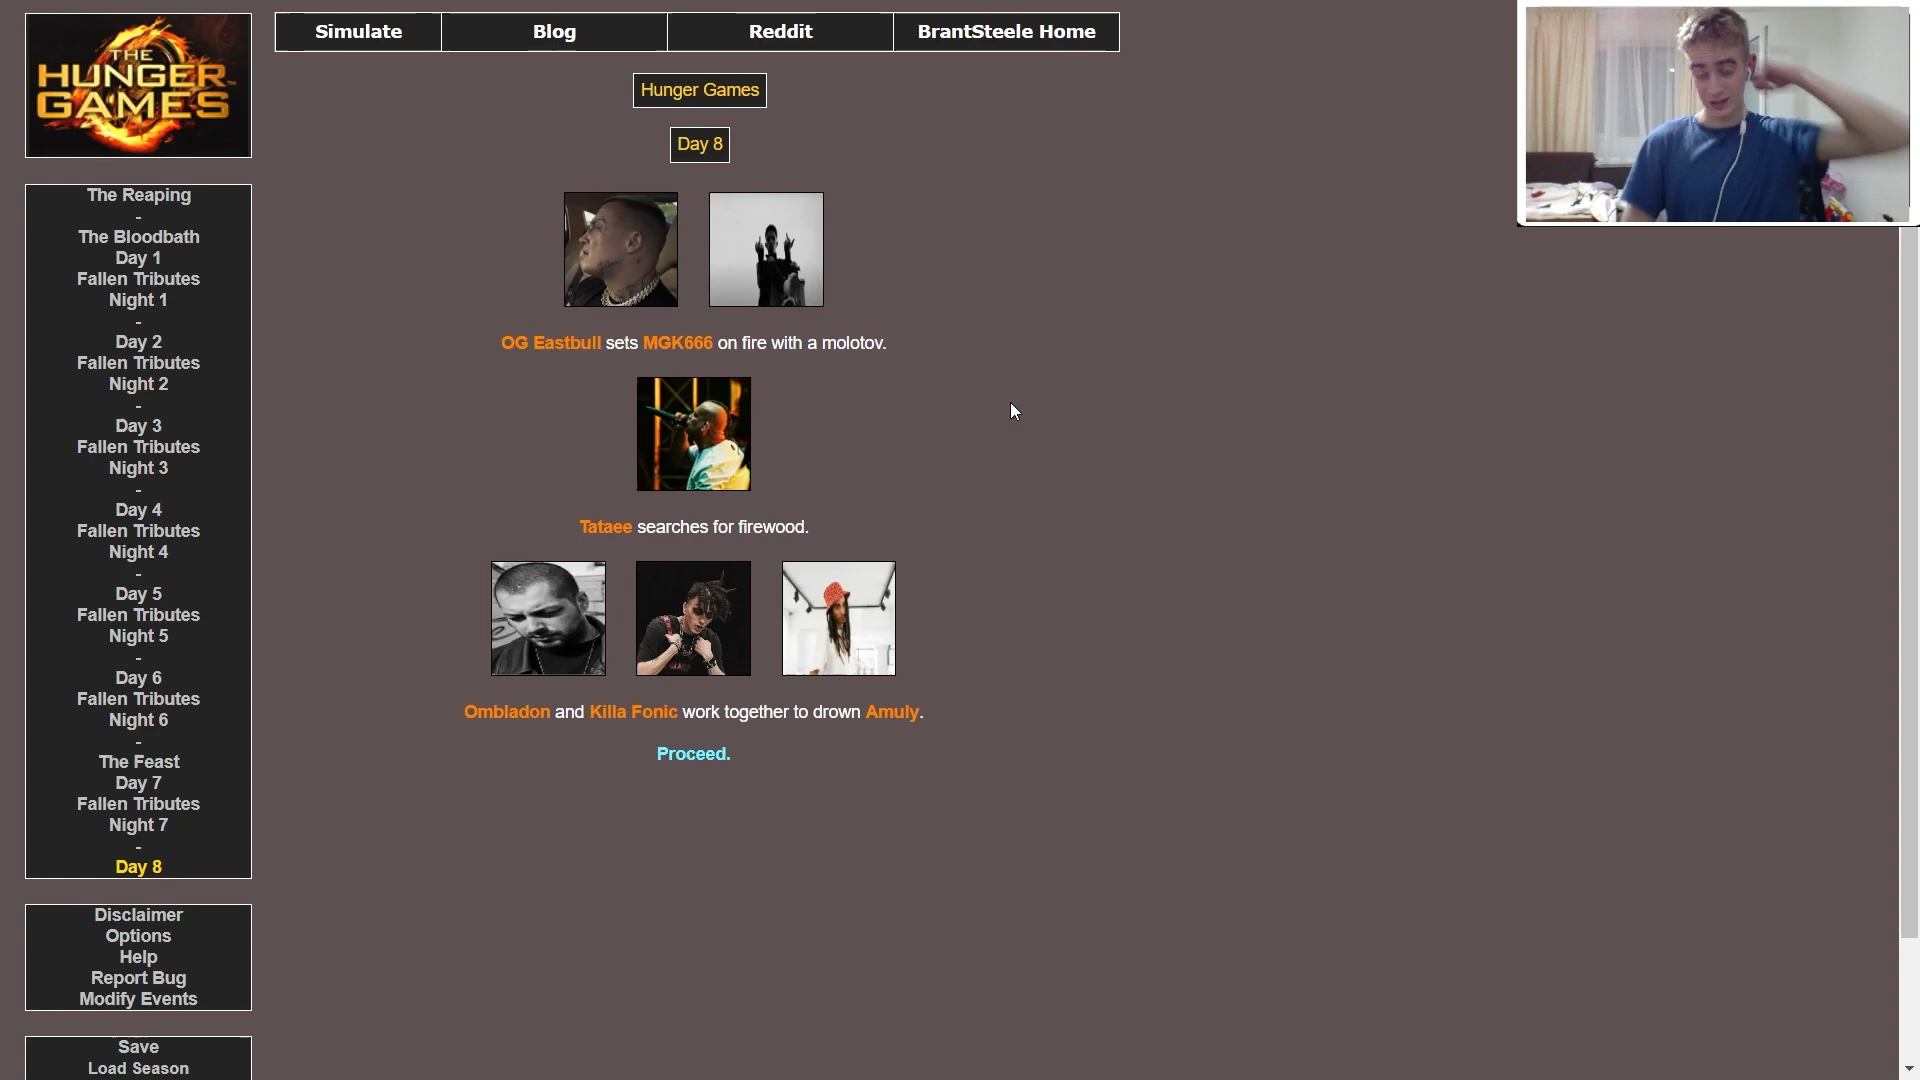 THE
HUNGER
GAMES
Simulate
Blog
Reddit
BrantSteele Home
Hunger Games
Day 8
OG Eastbull sets MGK666 on fire with a molotov.
Tataee searches for firewood.
Ombladon and Killa Fonic work together to drown Amuly.
Proceed.
The Reaping
-
The Bloodbath
Day 1
Fallen Tributes
Night 1
-
Day 2
Fallen Tributes
Night 2
-
Day 3
Fallen Tributes
Night 3
-
Day 4
Fallen Tributes
Night 4
-
Day 5
Fallen Tributes
Night 5
-
Day 6
Fallen Tributes
Night 6
-
The Feast
Day 7
Fallen Tributes
Night 7
-
Day 8
Disclaimer
Options
Help
Report Bug
Modify Events
Save
Load Season